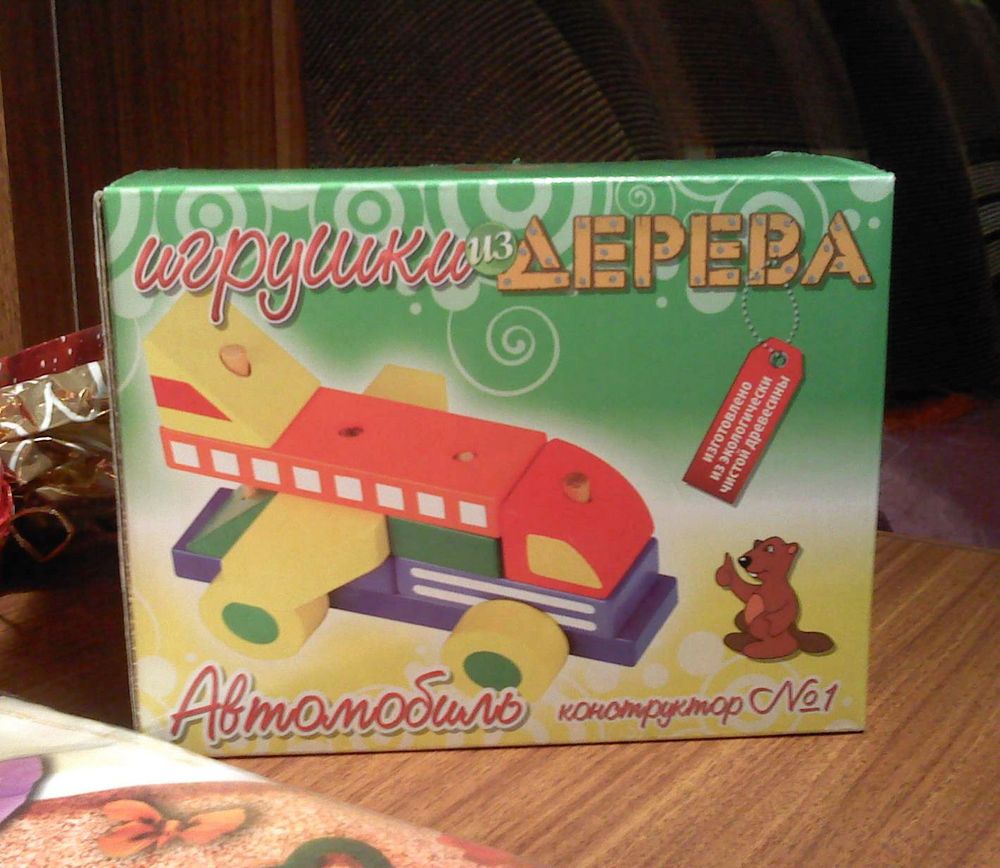 игрушки из ДЕРЕВА
изготовлено
из экологически
чистой древесины
Автомобиль
конструктор №1